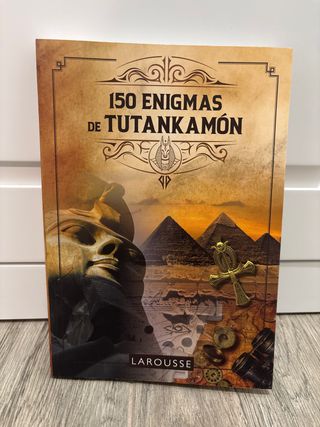 150 ENIGMAS
DE TUTANKAMÓN
LAROUSSE